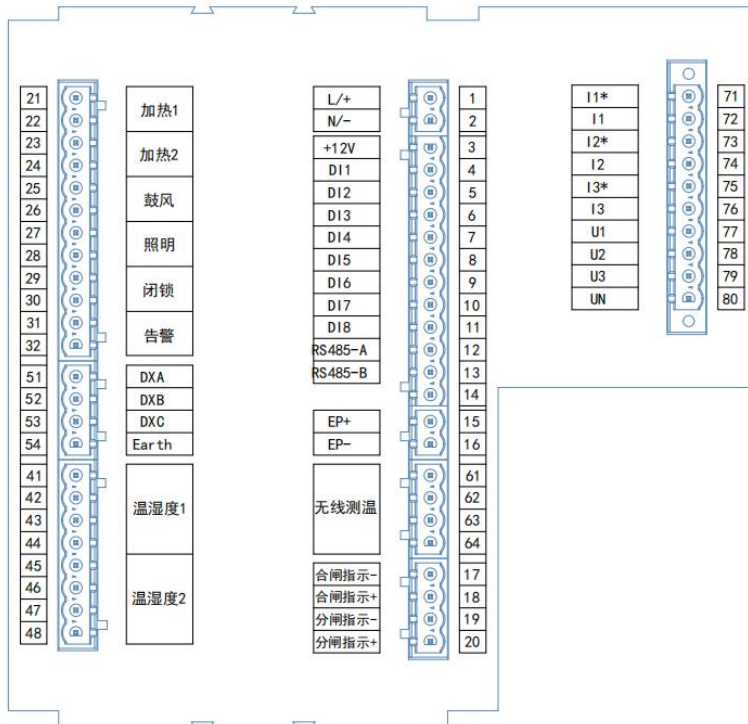 21
22
23
24
25
26
27
28
29
30
31
32
加热1
加热2
鼓风
照明
闭锁
告警
51 DXA
52 DXB
53 DXC
54 Earth
41
42
43
44
45
46
47
48
温湿度1
温湿度2
L/+ 1
N/- 2
+12V 3
DI1 4
DI2 5
DI3 6
DI4 7
DI5 8
DI6 9
DI7 10
DI8 11
RS485-A 12
RS485-B 13
14
EP+ 15
EP- 16
无线测温
61
62
63
64
合闸指示- 17
合闸指示+ 18
分闸指示- 19
分闸指示+ 20
I1* 71
I1 72
I2* 73
I2 74
I3* 75
I3 76
U1 77
U2 78
U3 79
UN 80